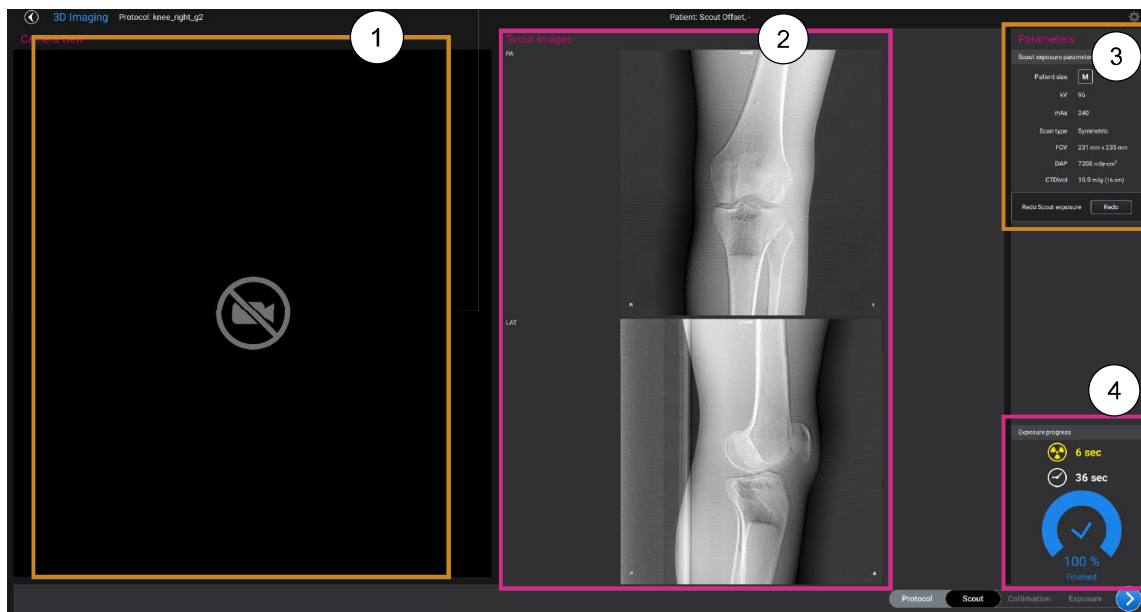 3D Imaging Protocol: knee_right_g2 Patient: Scout Offset, -
Camera view
1
Scout images
2
Parameters
3
PA
Scout exposure parameters
Patient size M
kV 96
mAs 240
Scan type Symmetric
FOV 231 mm x 235 mm
DAP 7208 mGy·cm²
CTDIvol 10.9 mGy (16 cm)
Redo Scout exposure Redo
R L
LAT
4
Exposure progress
6 sec
36 sec
100 %
Finished
P A
Protocol Scout Collimation Exposure